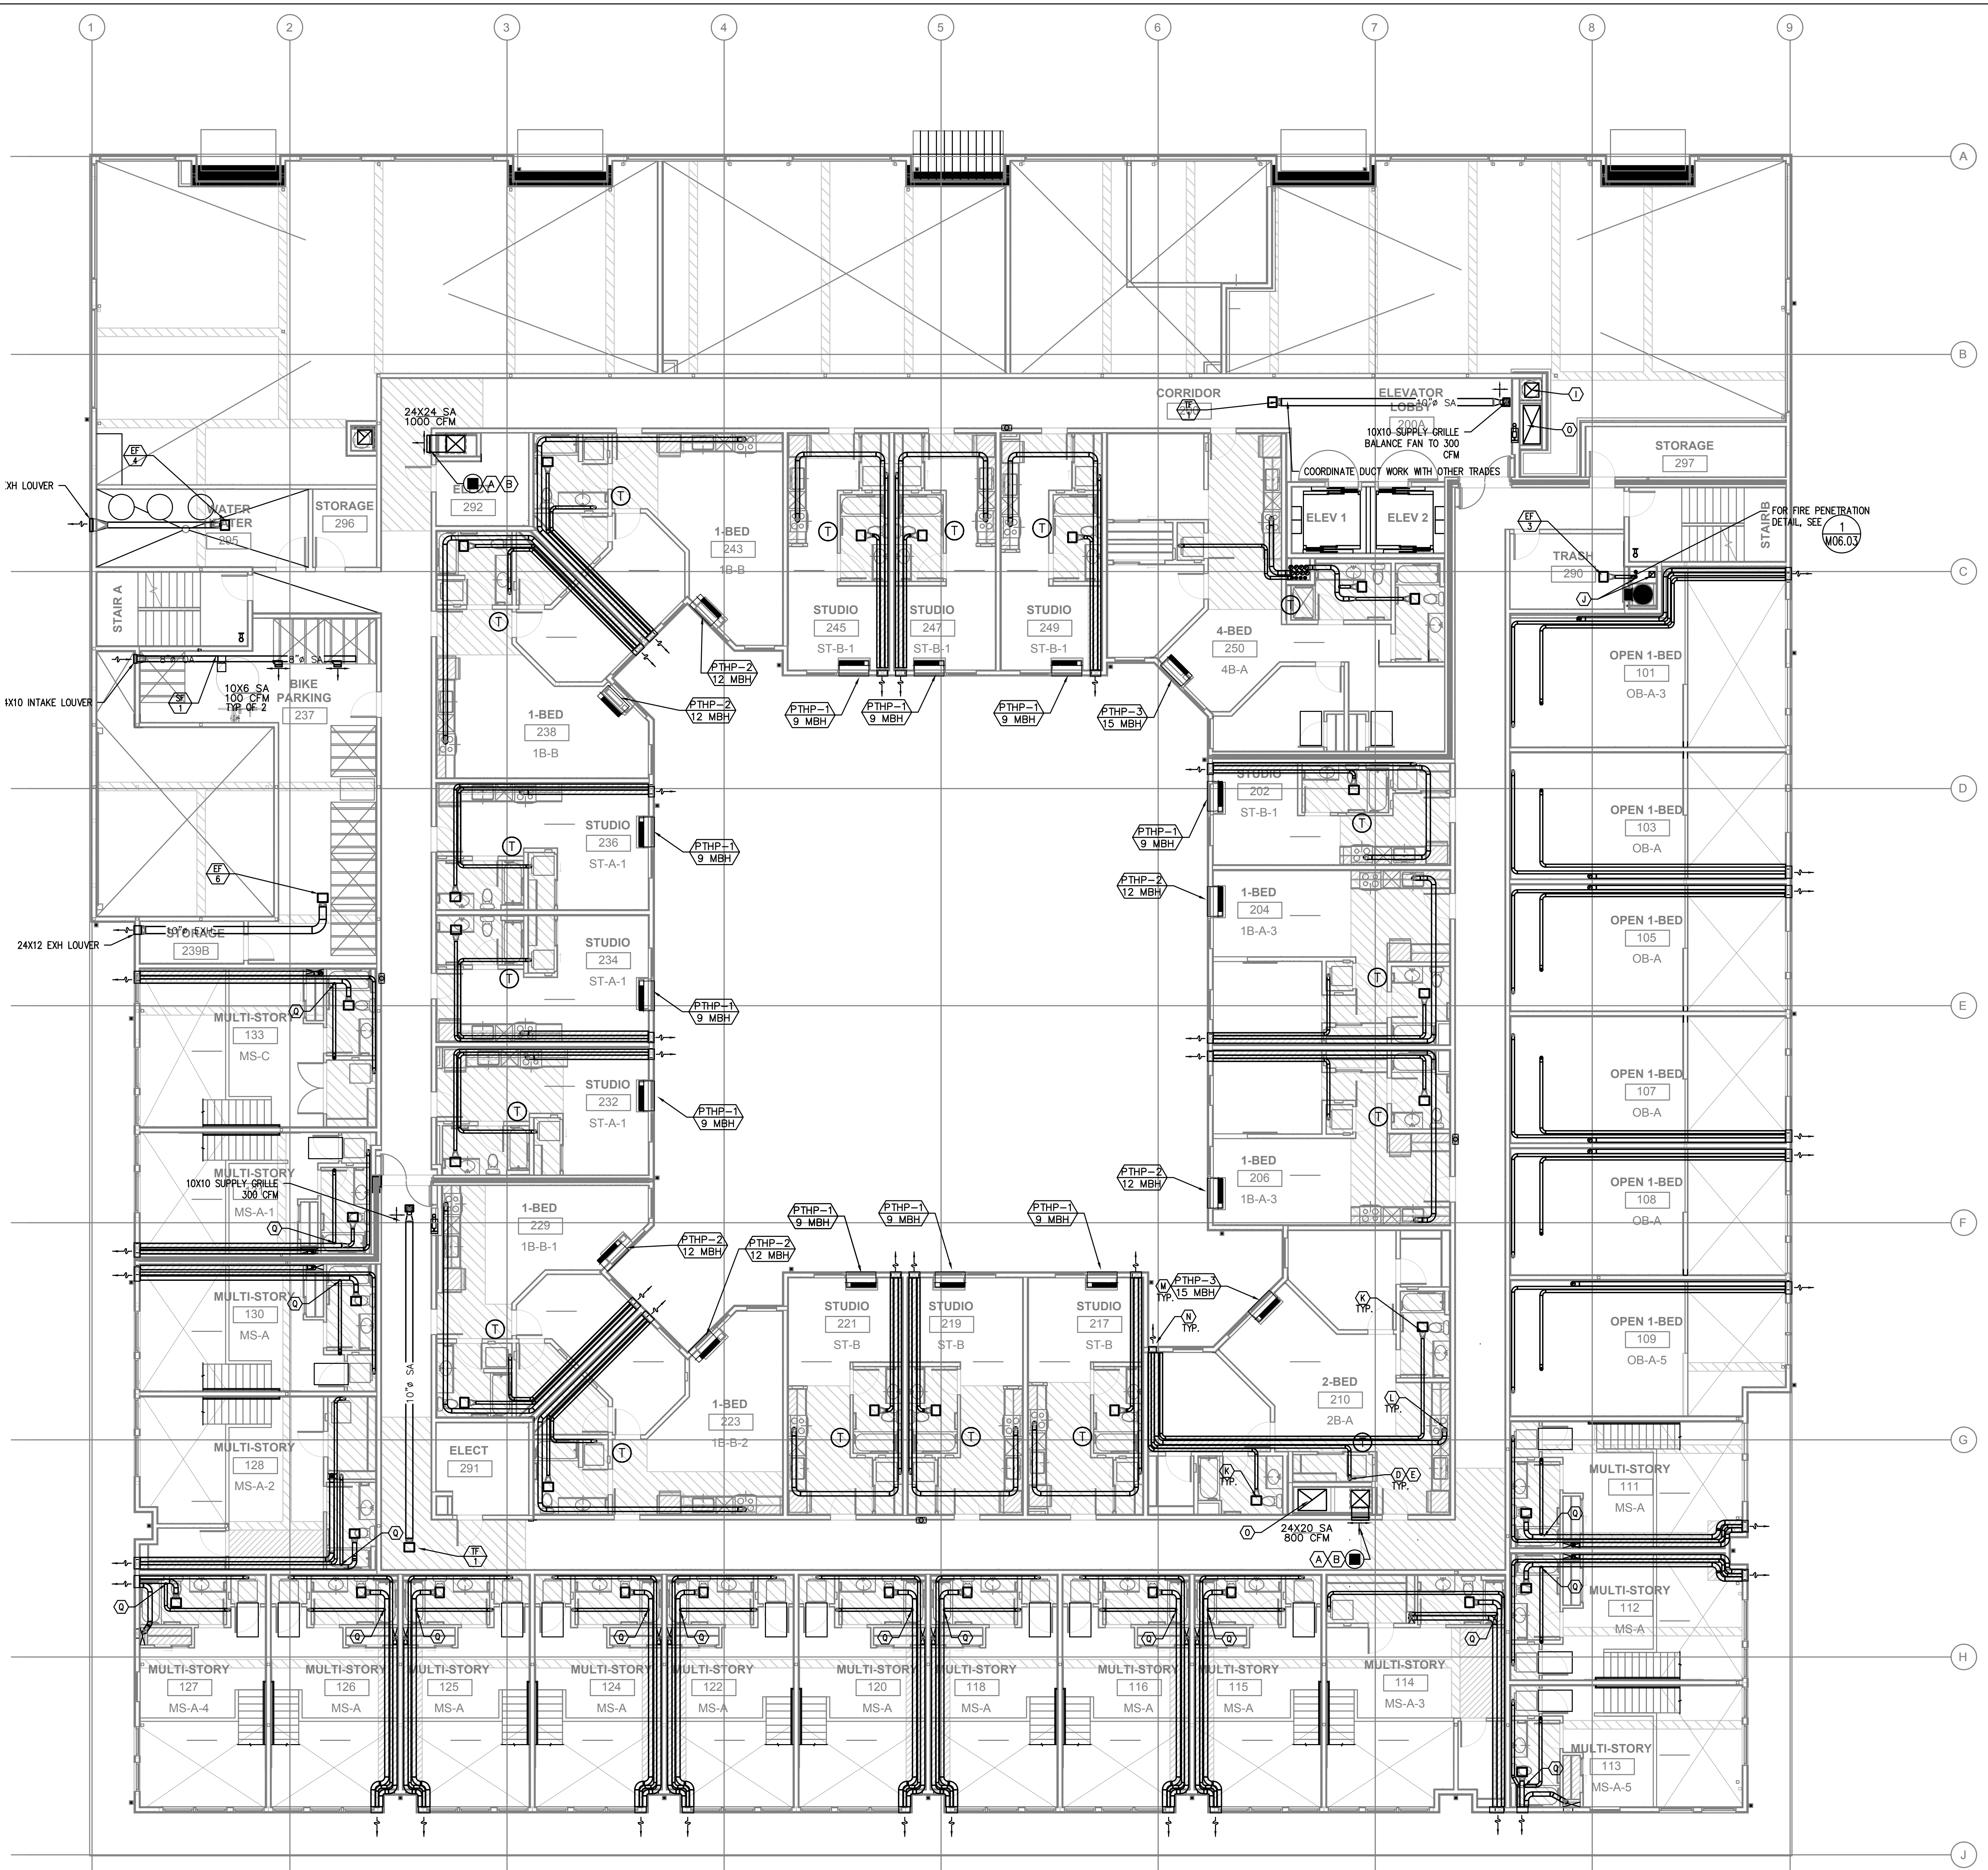 1
2
3
4
5
6
7
8
9
A
B
C
D
E
F
G
H
J
24X24 SA
1000 CFM
A
B
292
EF
4
XH LOUVER
WATER
295
STORAGE
296
STAIR A
8"ø SA
4X10 INTAKE LOUVER
SF
1
10X6 SA
100 CFM
TYP OF 2
BIKE
PARKING
237
EF
6
24X12 EXH LOUVER
10"ø EXH
STORAGE
239B
1-BED
243
1B-B
T
PTHP-2
12 MBH
1-BED
238
1B-B
T
PTHP-2
12 MBH
STUDIO
245
ST-B-1
T
PTHP-1
9 MBH
STUDIO
247
ST-B-1
T
PTHP-1
9 MBH
STUDIO
249
ST-B-1
T
PTHP-1
9 MBH
CORRIDOR
TF
1
ELEVATOR
LOBBY
200A
10"ø SA
10X10 SUPPLY GRILLE
BALANCE FAN TO 300
CFM
COORDINATE DUCT WORK WITH OTHER TRADES
I
O
ELEV 1
ELEV 2
STORAGE
297
STAIR B
FOR FIRE PENETRATION
DETAIL, SEE
1
M06.03
EF
3
TRASH
290
J
4-BED
250
4B-A
T
PTHP-3
15 MBH
STUDIO
202
ST-B-1
T
PTHP-1
9 MBH
1-BED
204
1B-A-3
T
PTHP-2
12 MBH
1-BED
206
1B-A-3
T
PTHP-2
12 MBH
OPEN 1-BED
101
OB-A-3
OPEN 1-BED
103
OB-A
OPEN 1-BED
105
OB-A
OPEN 1-BED
107
OB-A
OPEN 1-BED
108
OB-A
OPEN 1-BED
109
OB-A-5
STUDIO
236
ST-A-1
T
PTHP-1
9 MBH
STUDIO
234
ST-A-1
T
PTHP-1
9 MBH
STUDIO
232
ST-A-1
T
PTHP-1
9 MBH
MULTI-STORY
133
MS-C
Q
MULTI-STORY
MS-A-1
Q
10X10 SUPPLY GRILLE
300 CFM
MULTI-STORY
130
MS-A
Q
MULTI-STORY
128
MS-A-2
Q
10"ø SA
TF
1
1-BED
229
1B-B-1
T
PTHP-2
12 MBH
PTHP-2
12 MBH
1-BED
223
1B-B-2
T
ELECT
291
PTHP-1
9 MBH
STUDIO
221
ST-B
T
PTHP-1
9 MBH
STUDIO
219
ST-B
T
PTHP-1
9 MBH
STUDIO
217
ST-B
T
M
TYP.
N
TYP.
PTHP-3
15 MBH
K
TYP.
2-BED
210
2B-A
L
TYP.
T
K
TYP.
D
E
TYP.
O
24X20 SA
800 CFM
A
B
MULTI-STORY
111
MS-A
Q
MULTI-STORY
112
MS-A
Q
MULTI-STORY
113
MS-A-5
Q
Q
MULTI-STORY
127
MS-A-4
Q
MULTI-STORY
126
MS-A
Q
MULTI-STORY
125
MS-A
Q
MULTI-STORY
124
MS-A
Q
MULTI-STORY
122
MS-A
Q
MULTI-STORY
120
MS-A
Q
MULTI-STORY
118
MS-A
Q
MULTI-STORY
116
MS-A
Q
MULTI-STORY
115
MS-A
Q
MULTI-STORY
114
MS-A-3